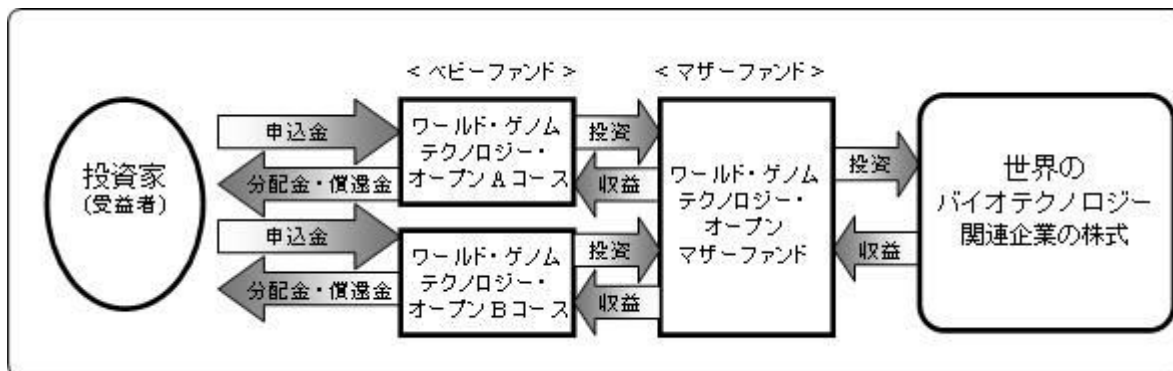 ＜ベビーファンド＞
＜マザーファンド＞
投資家
(受益者)
申込金
分配金・償還金
申込金
分配金・償還金
ワールド・ゲノム
テクノロジー・
オープンAコース
ワールド・ゲノム
テクノロジー・
オープンBコース
投資
収益
投資
収益
ワールド・ゲノム
テクノロジー・
オープン
マザーファンド
投資
収益
世界の
バイオテクノロジー
関連企業の株式